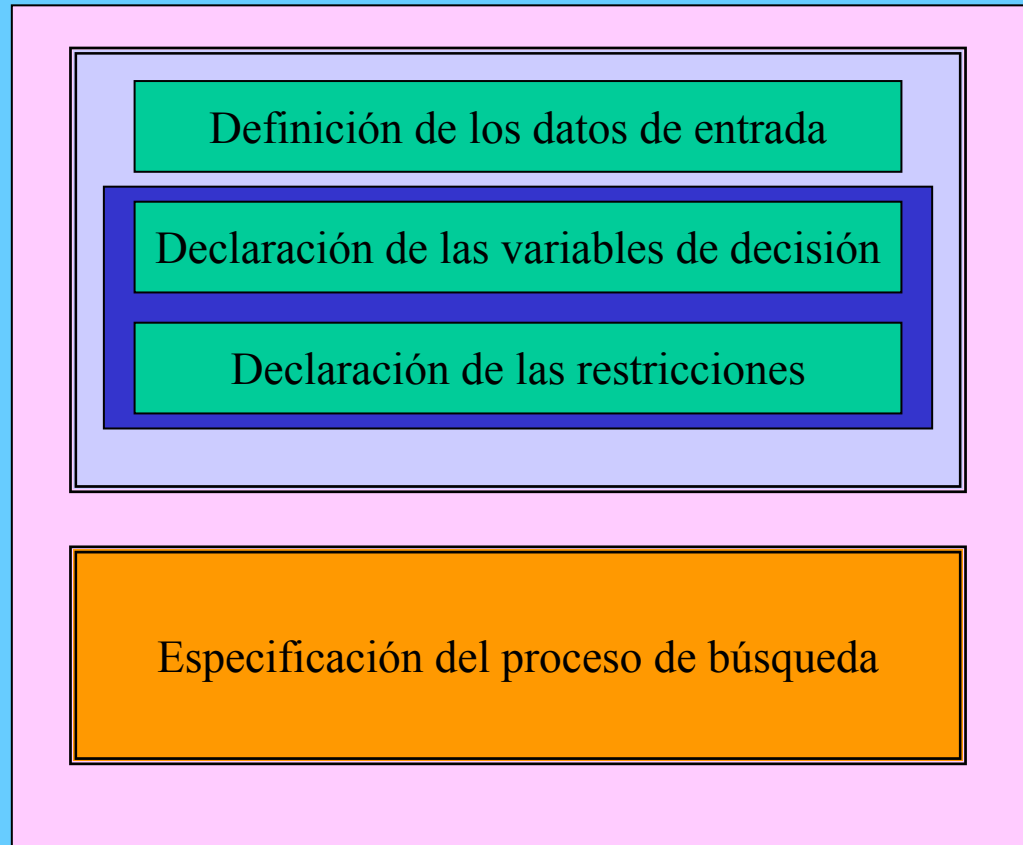 Definición de los datos de entrada
Declaración de las variables de decisión
Declaración de las restricciones
Especificación del proceso de búsqueda